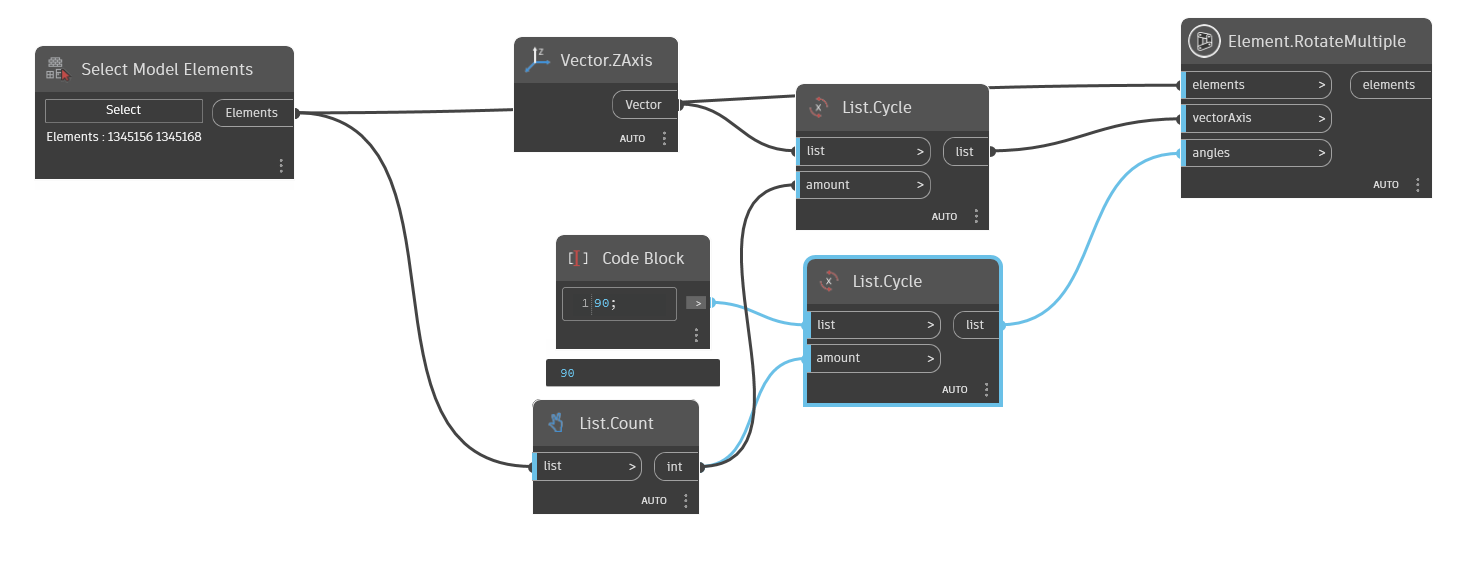 Select Model Elements
Select
Elements
Elements : 1345156 1345168
Vector.ZAxis
Z
Vector
AUTO
List.Cycle
X
list >
list
amount >
AUTO
Element.RotateMultiple
elements >
elements
vectorAxis >
angles >
AUTO
Code Block
1 90;
>
90
List.Cycle
X
list >
list
amount >
AUTO
List.Count
list >
int
AUTO